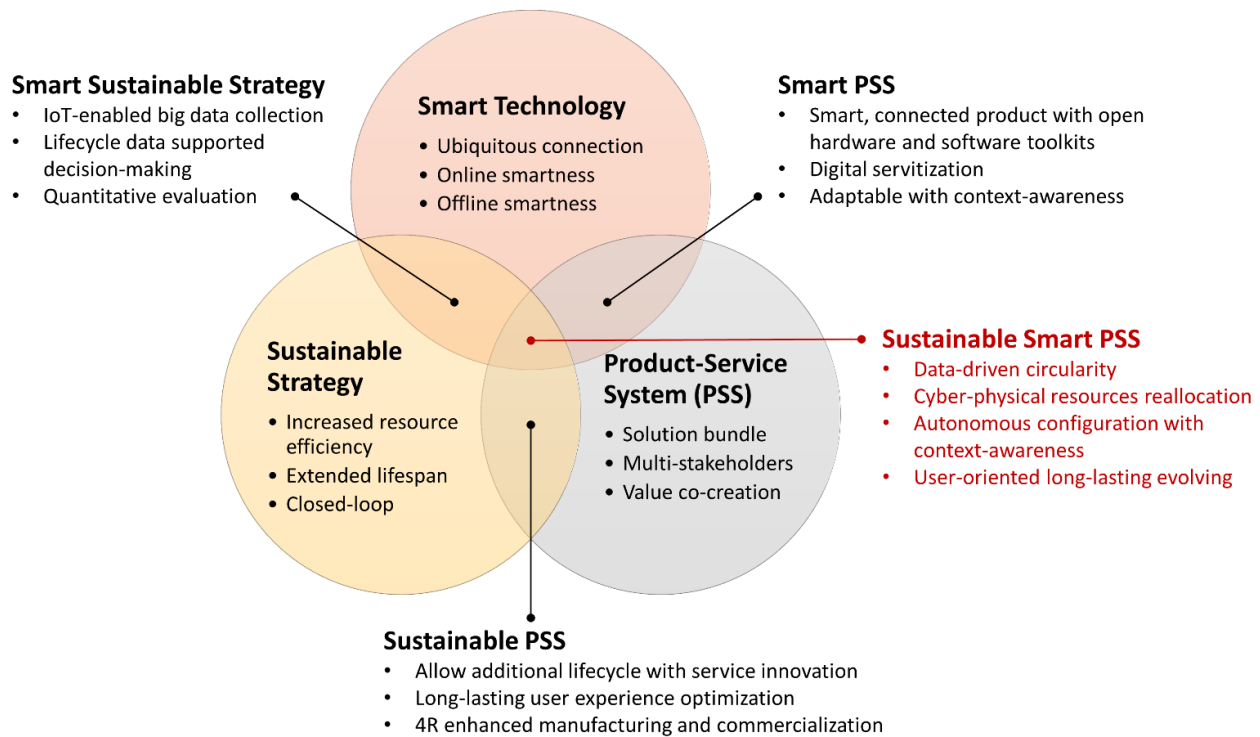 Smart Sustainable Strategy
• IoT-enabled big data collection
• Lifecycle data supported
decision-making
• Quantitative evaluation
Smart Technology
• Ubiquitous connection
• Online smartness
• Offline smartness
Smart PSS
• Smart, connected product with open
hardware and software toolkits
• Digital servitization
• Adaptable with context-awareness
Sustainable
Strategy
• Increased resource
efficiency
• Extended lifespan
• Closed-loop
Product-Service
System (PSS)
• Solution bundle
• Multi-stakeholders
• Value co-creation
Sustainable Smart PSS
• Data-driven circularity
• Cyber-physical resources reallocation
• Autonomous configuration with
context-awareness
• User-oriented long-lasting evolving
Sustainable PSS
• Allow additional lifecycle with service innovation
• Long-lasting user experience optimization
• 4R enhanced manufacturing and commercialization